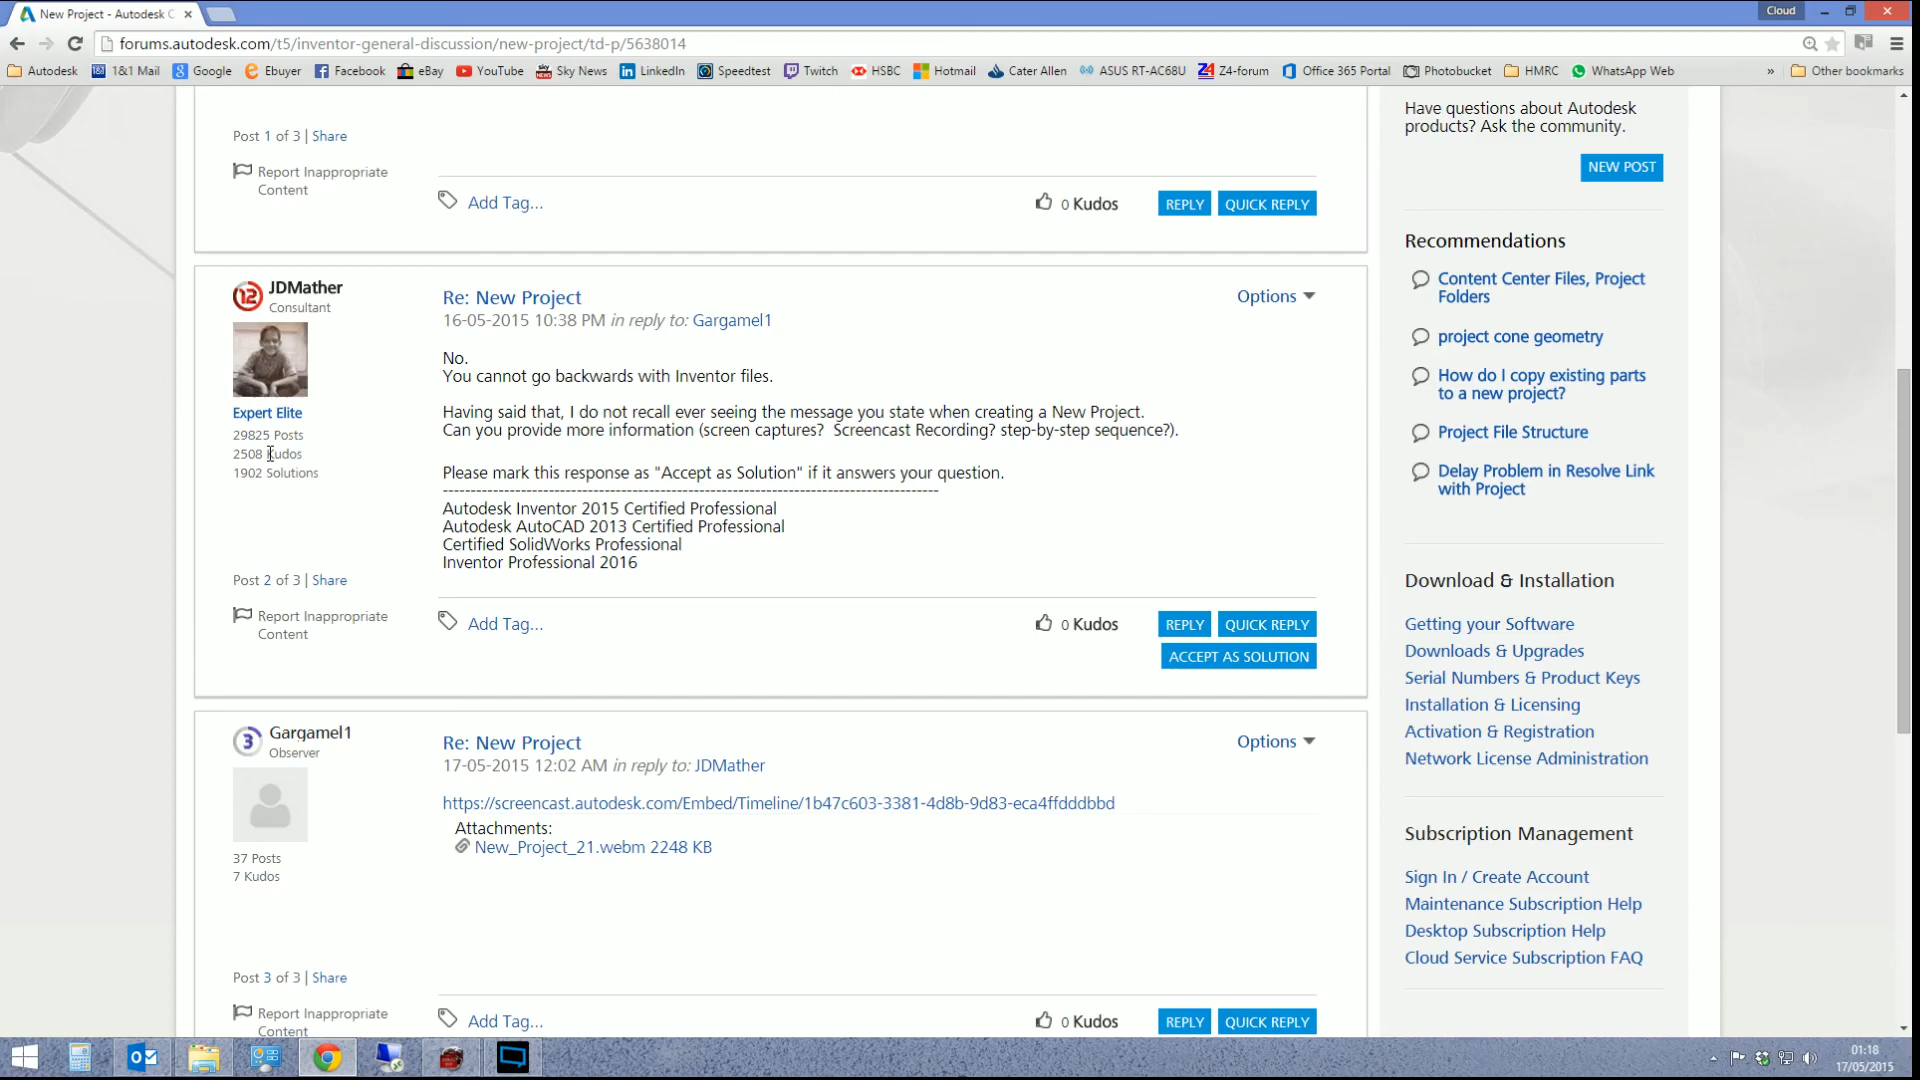 New Project - Autodesk C
Cloud
forums.autodesk.com/t5/inventor-general-discussion/new-project/td-p/5638014
Autodesk
1&1 Mail
Google
Ebuyer
Facebook
eBay
YouTube
Sky News
LinkedIn
Speedtest
Twitch
HSBC
Hotmail
Cater Allen
ASUS RT-AC68U
Z4-forum
Office 365 Portal
Photobucket
HMRC
WhatsApp Web
»
Other bookmarks
Post 1 of 3 | Share
Report Inappropriate
Content
Add Tag...
0 Kudos
REPLY
QUICK REPLY
12
JDMather
Consultant
Expert Elite
29825 Posts
2508 Kudos
1902 Solutions
Post 2 of 3 | Share
Report Inappropriate
Content
Re: New Project
Options
16-05-2015 10:38 PM in reply to: Gargamel1
No.
You cannot go backwards with Inventor files.
Having said that, I do not recall ever seeing the message you state when creating a New Project.
Can you provide more information (screen captures? Screencast Recording? step-by-step sequence?).
Please mark this response as "Accept as Solution" if it answers your question.
-----------------------------------------------------------------------------------------
Autodesk Inventor 2015 Certified Professional
Autodesk AutoCAD 2013 Certified Professional
Certified SolidWorks Professional
Inventor Professional 2016
Add Tag...
0 Kudos
REPLY
QUICK REPLY
ACCEPT AS SOLUTION
3
Gargamel1
Observer
37 Posts
7 Kudos
Post 3 of 3 | Share
Report Inappropriate
Content
Re: New Project
Options
17-05-2015 12:02 AM in reply to: JDMather
https://screencast.autodesk.com/Embed/Timeline/1b47c603-3381-4d8b-9d83-eca4ffdddbbd
Attachments:
New_Project_21.webm 2248 KB
Add Tag...
0 Kudos
REPLY
QUICK REPLY
Have questions about Autodesk
products? Ask the community.
NEW POST
Recommendations
Content Center Files, Project
Folders
project cone geometry
How do I copy existing parts
to a new project?
Project File Structure
Delay Problem in Resolve Link
with Project
Download & Installation
Getting your Software
Downloads & Upgrades
Serial Numbers & Product Keys
Installation & Licensing
Activation & Registration
Network License Administration
Subscription Management
Sign In / Create Account
Maintenance Subscription Help
Desktop Subscription Help
Cloud Service Subscription FAQ
01:18
17/05/2015